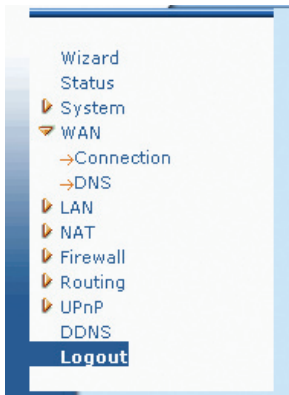 Wizard
Status
System
WAN
→Connection
→DNS
LAN
NAT
Firewall
Routing
UPnP
DDNS
Logout